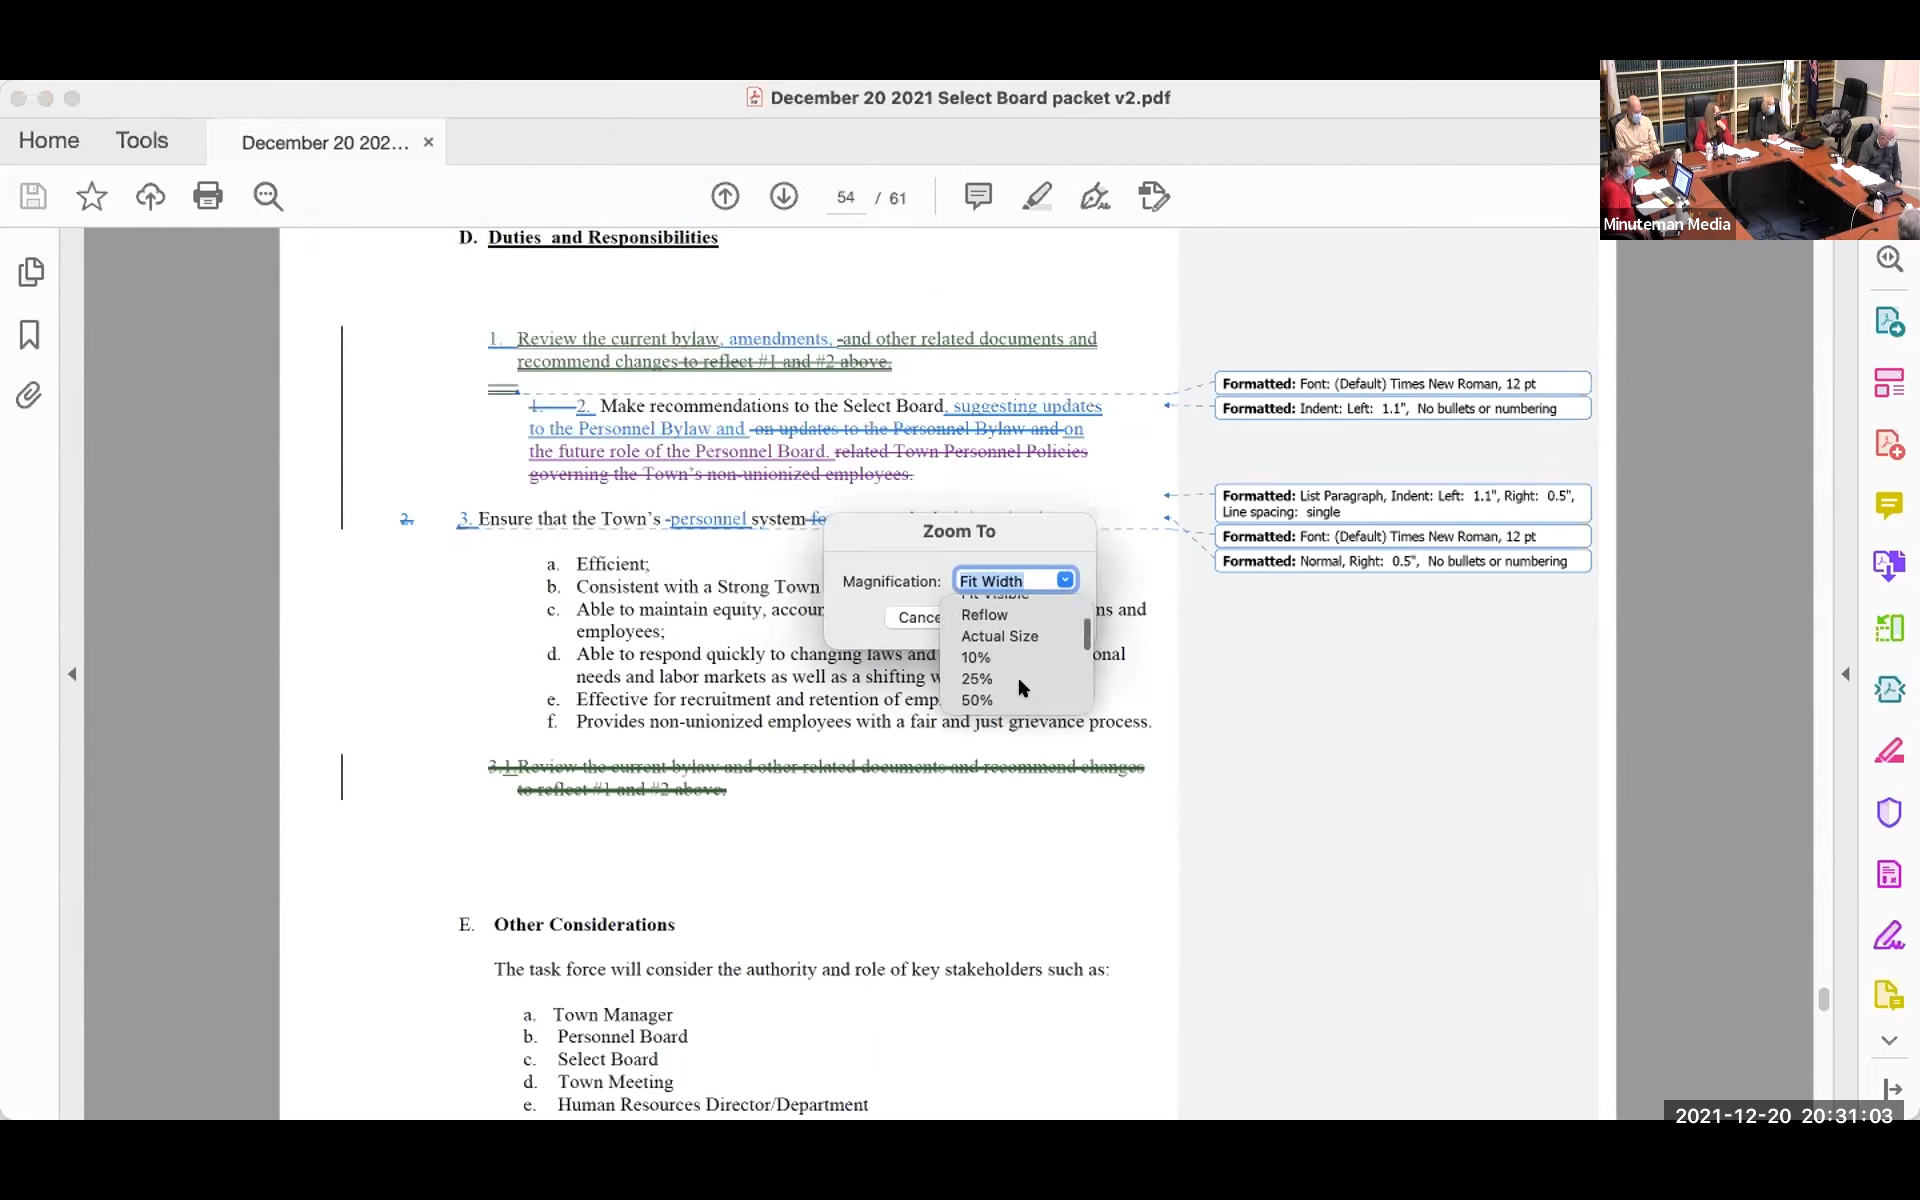 December 20 2021 Select Board packet v2.pdf
Home Tools December 20 202... ×
54 / 61
Minuteman Media
D. Duties and Responsibilities
1. Review the current bylaw, amendments, -and other related documents and
recommend changes to reflect #1 and #2 above.
Formatted: Font: (Default) Times New Roman, 12 pt
1. 2. Make recommendations to the Select Board, suggesting updates
Formatted: Indent: Left: 1.1", No bullets or numbering
to the Personnel Bylaw and on updates to the Personnel Bylaw and on
the future role of the Personnel Board. related Town Personnel Policies
governing the Town's non-unionized employees.
Formatted: List Paragraph, Indent: Left: 1.1", Right: 0.5",
Line spacing: single
2. 3. Ensure that the Town's -personnel system fo
Formatted: Font: (Default) Times New Roman, 12 pt
Formatted: Normal, Right: 0.5", No bullets or numbering
Zoom To
Magnification: Fit Width
Fit Visible
Reflow
Actual Size
10%
25%
50%
Cance
a. Efficient;
b. Consistent with a Strong Town
c. Able to maintain equity, accoun ns and
employees;
d. Able to respond quickly to changing laws and onal
needs and labor markets as well as a shifting w
e. Effective for recruitment and retention of emp
f. Provides non-unionized employees with a fair and just grievance process.
3.1.Review the current bylaw and other related documents and recommend changes
to reflect #1 and #2 above.
E. Other Considerations
The task force will consider the authority and role of key stakeholders such as:
a. Town Manager
b. Personnel Board
c. Select Board
d. Town Meeting
e. Human Resources Director/Department
2021-12-20 20:31:03